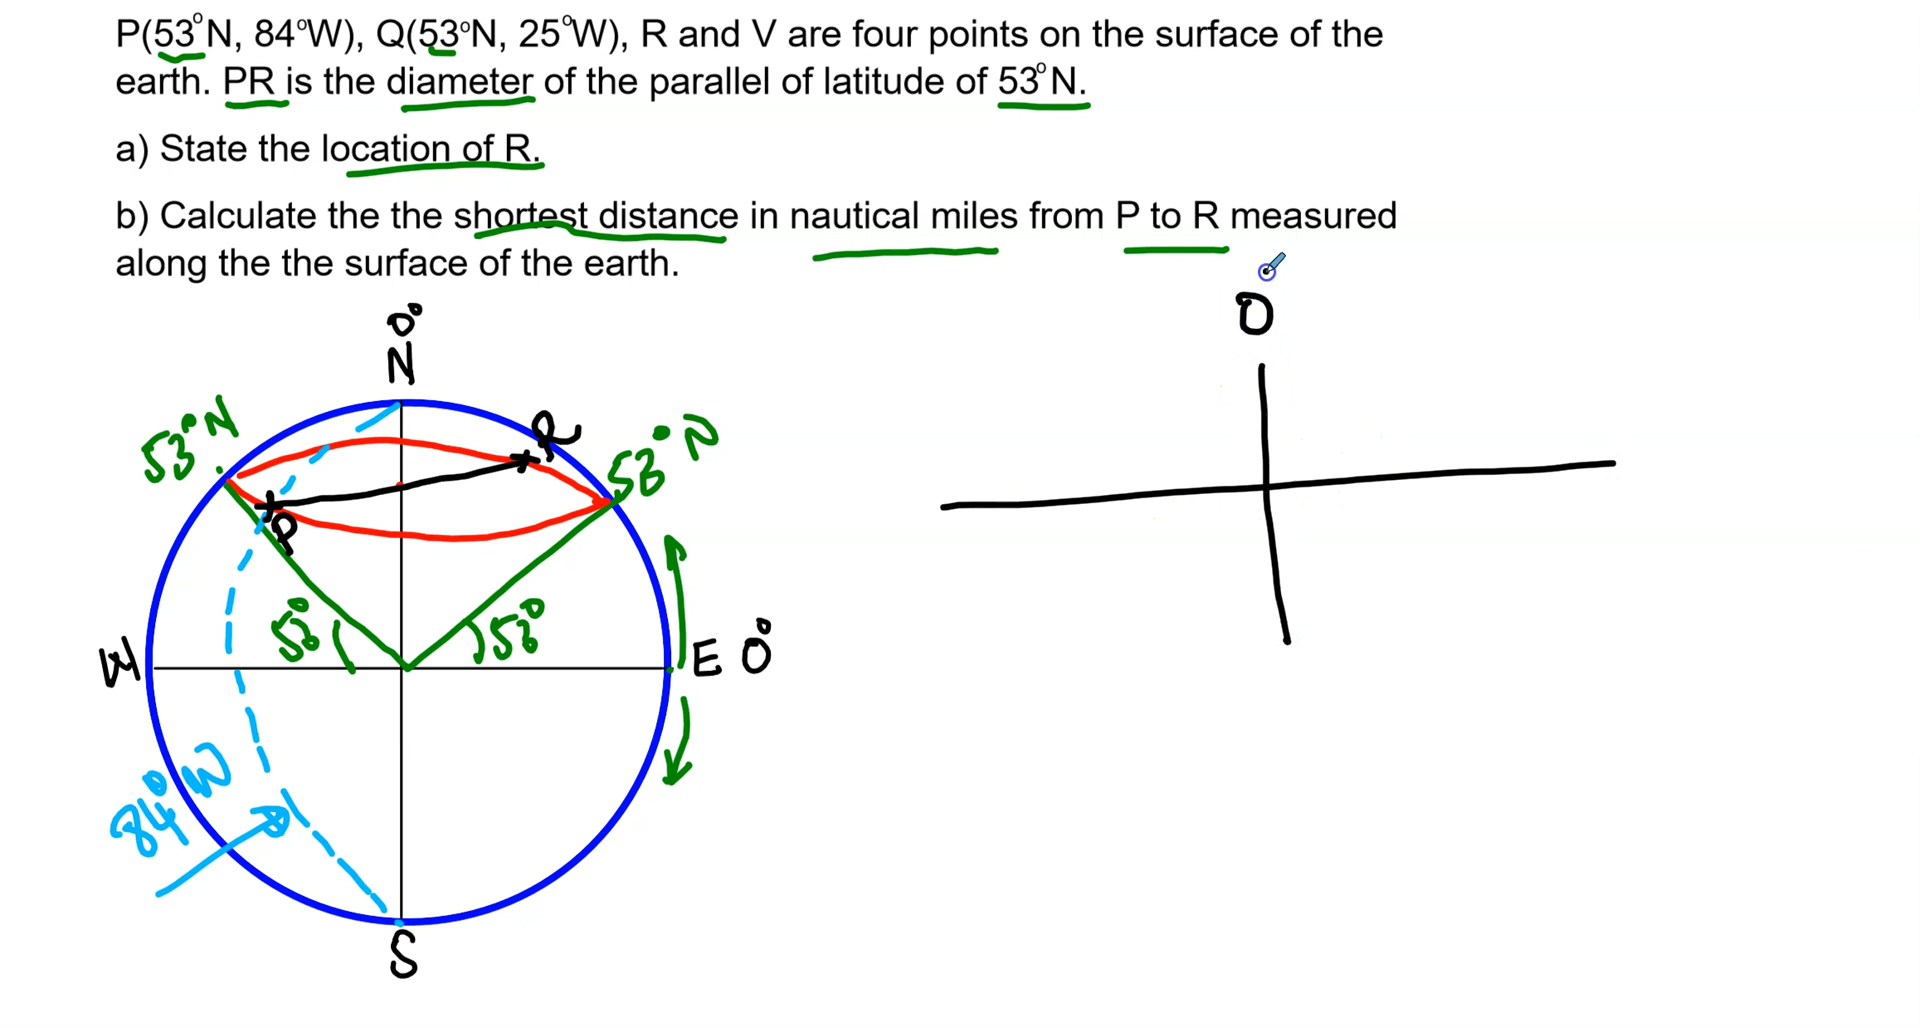 P(53°N, 84°W), Q(53°N, 25°W), R and V are four points on the surface of the
earth. PR is the diameter of the parallel of latitude of 53°N.
a) State the location of R.
b) Calculate the the shortest distance in nautical miles from P to R measured
along the the surface of the earth.
0°
N
O
53°N
R
53°N
P
53°
53°
W
E 0°
84°W
S